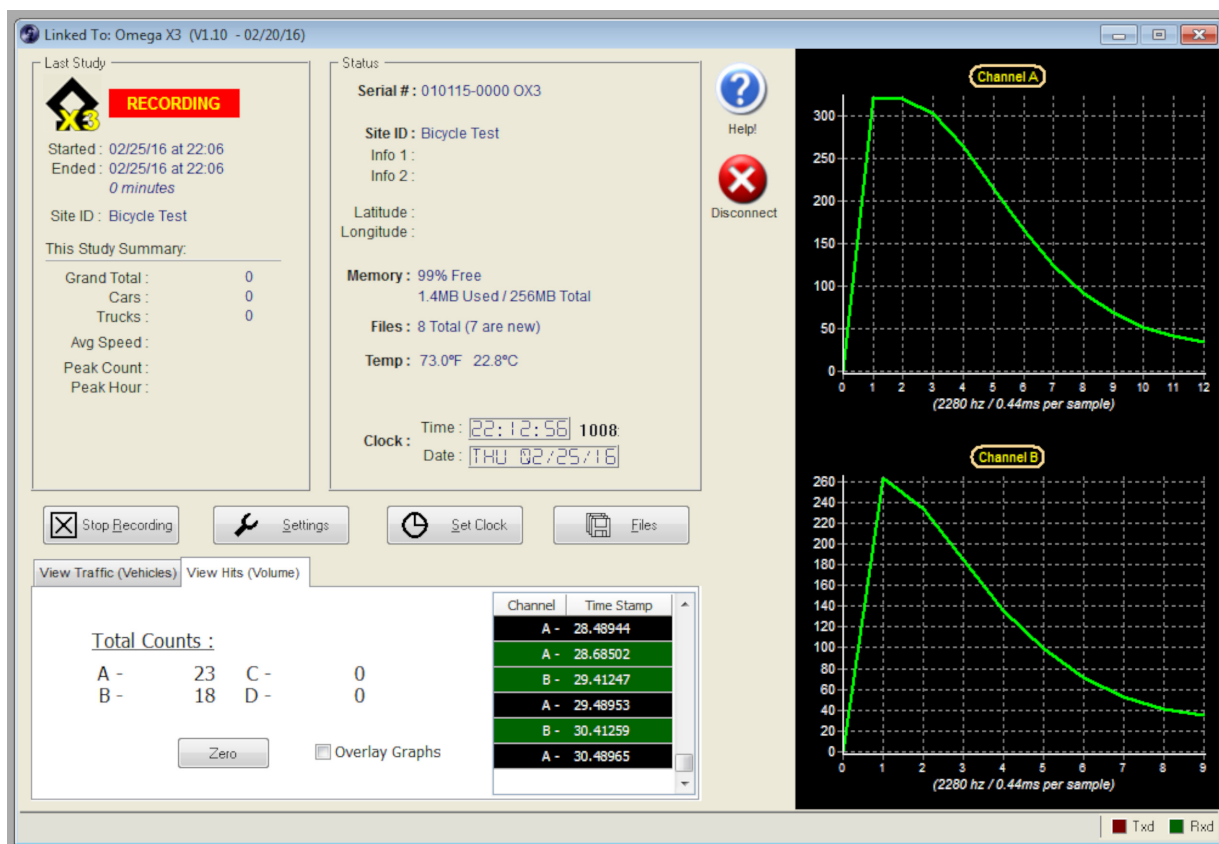 Linked To: Omega X3 (V1.10 - 02/20/16)
Last Study
X3
RECORDING
Started : 02/25/16 at 22:06
Ended : 02/25/16 at 22:06
0 minutes
Site ID : Bicycle Test
This Study Summary:
Grand Total : 0
Cars : 0
Trucks : 0
Avg Speed :
Peak Count :
Peak Hour :
Status
Serial # : 010115-0000 OX3
Site ID : Bicycle Test
Info 1 :
Info 2 :
Latitude :
Longitude :
Memory : 99% Free
1.4MB Used / 256MB Total
Files : 8 Total (7 are new)
Temp : 73.0ºF 22.8ºC
Clock :
Time : 22:12:56 1008:
Date : THU 02/25/16
?
Help!
Disconnect
Stop Recording
Settings
Set Clock
Files
View Traffic (Vehicles)
View Hits (Volume)
Total Counts :
A - 23 C - 0
B - 18 D - 0
Zero
Overlay Graphs
Channel Time Stamp
A - 28.48944
A - 28.68502
B - 29.41247
A - 29.48953
B - 30.41259
A - 30.48965
Channel A
300
250
200
150
100
50
0
0 1 2 3 4 5 6 7 8 9 10 11 12
(2280 hz / 0.44ms per sample)
Channel B
260
240
220
200
180
160
140
120
100
80
60
40
20
0
0 1 2 3 4 5 6 7 8 9
(2280 hz / 0.44ms per sample)
Txd Rxd